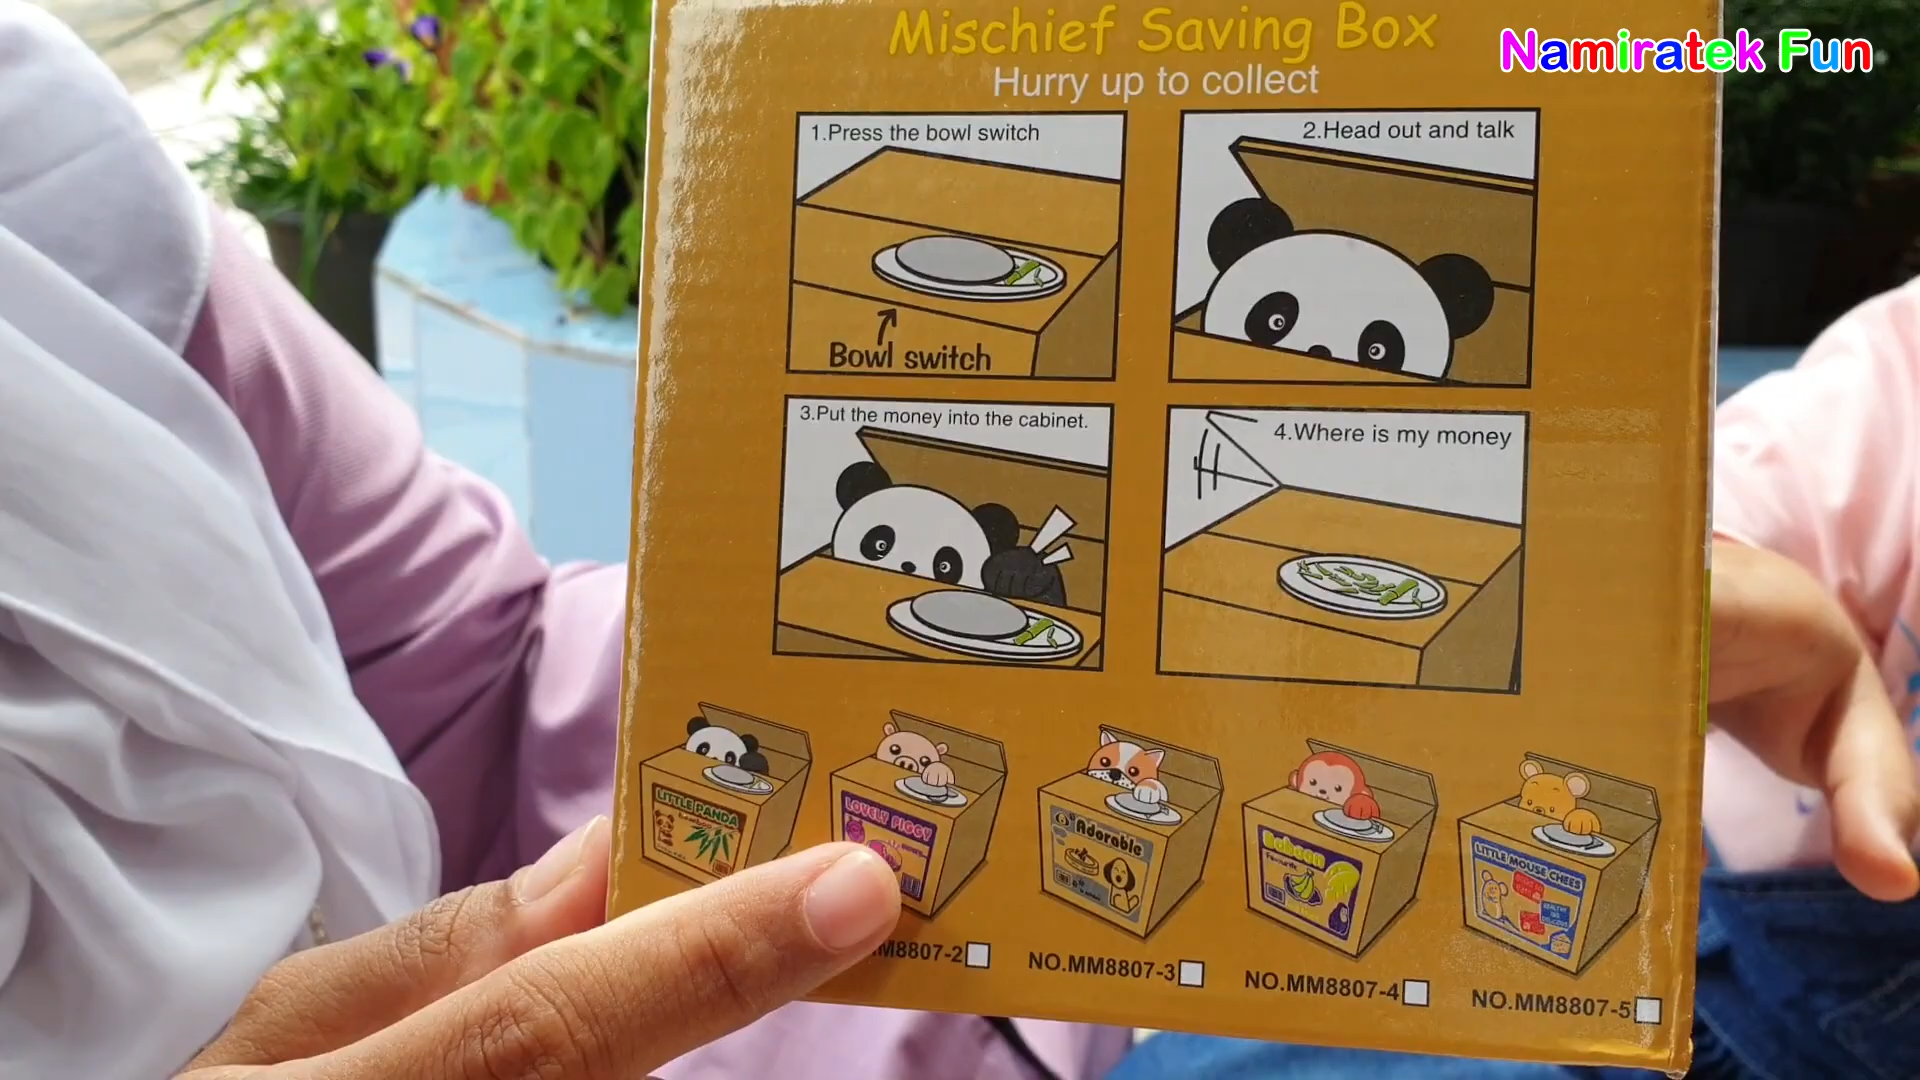 Mischief Saving Box
Namiratek Fun
Hurry up to collect
1.Press the bowl switch
Bowl switch
2.Head out and talk
3.Put the money into the cabinet.
4.Where is my money
LITTLE PANDA
LOVELY PIGGY
Adorable
Baboon
Favourite
LITTLE MOUSE CHEES
M8807-2
NO.MM8807-3
NO.MM8807-4
NO.MM8807-5